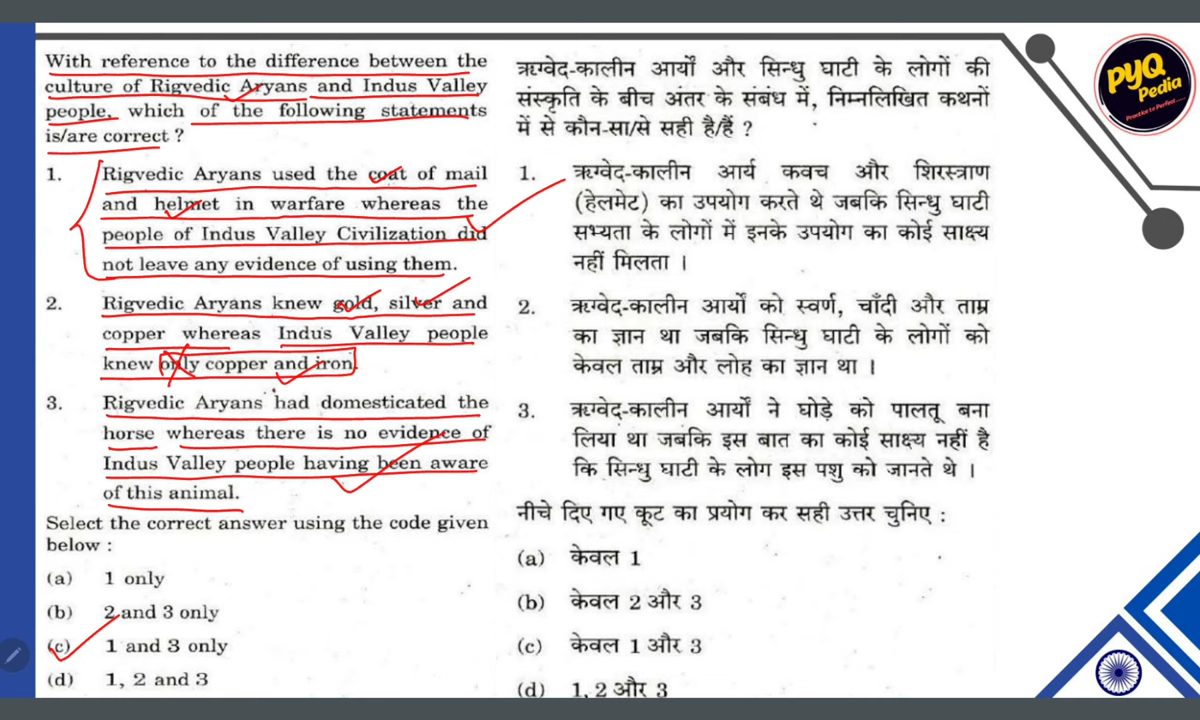 With reference to the difference between the
culture of Rigvedic Aryans and Indus Valley
people, which of the following statements
is/are correct ?
1. Rigvedic Aryans used the coat of mail
and helmet in warfare whereas the
people of Indus Valley Civilization did
not leave any evidence of using them.
2. Rigvedic Aryans knew gold, silver and
copper whereas Indus Valley people
knew only copper and iron.
3. Rigvedic Aryans had domesticated the
horse whereas there is no evidence of
Indus Valley people having been aware
of this animal.
Select the correct answer using the code given
below :
(a) 1 only
(b) 2 and 3 only
(c) 1 and 3 only
(d) 1, 2 and 3
ऋग्वेद-कालीन आर्यों और सिन्धु घाटी के लोगों की
संस्कृति के बीच अंतर के संबंध में, निम्नलिखित कथनों
में से कौन-सा/से सही है/हैं ?
1. ऋग्वेद-कालीन आर्य कवच और शिरस्त्राण
(हेलमेट) का उपयोग करते थे जबकि सिन्धु घाटी
सभ्यता के लोगों में इनके उपयोग का कोई साक्ष्य
नहीं मिलता ।
2. ऋग्वेद-कालीन आर्यों को स्वर्ण, चाँदी और ताम्र
का ज्ञान था जबकि सिन्धु घाटी के लोगों को
केवल ताम्र और लोह का ज्ञान था ।
3. ऋग्वेद-कालीन आर्यों ने घोड़े को पालतू बना
लिया था जबकि इस बात का कोई साक्ष्य नहीं है
कि सिन्धु घाटी के लोग इस पशु को जानते थे ।
नीचे दिए गए कूट का प्रयोग कर सही उत्तर चुनिए :
(a) केवल 1
(b) केवल 2 और 3
(c) केवल 1 और 3
(d) 1, 2 और 3
PYQ
Pedia
Practice to Perfect......